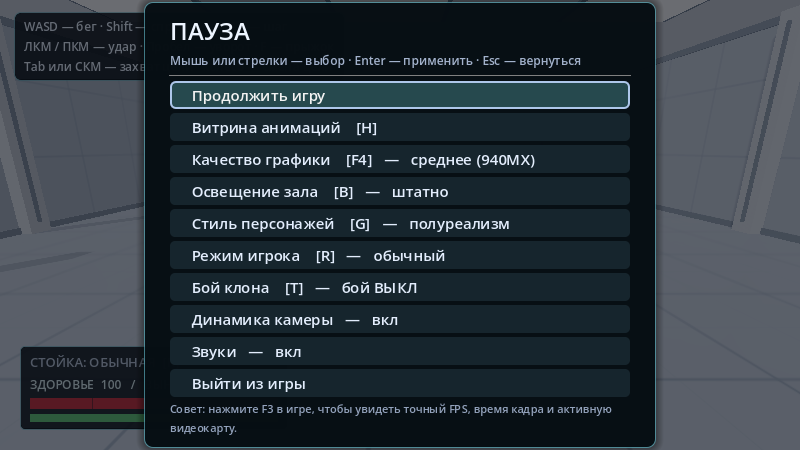 WASD — бег · Shift —
ЛКМ / ПКМ — удар ·
Tab или СКМ — захв
ПАУЗА
Мышь или стрелки — выбор · Enter — применить · Esc — вернуться
Продолжить игру
Витрина анимаций [H]
Качество графики [F4] — среднее (940MX)
Освещение зала [B] — штатно
Стиль персонажей [G] — полуреализм
Режим игрока [R] — обычный
Бой клона [T] — бой ВЫКЛ
Динамика камеры — вкл
Звуки — вкл
Выйти из игры
СТОЙКА: ОБЫЧНА
ЗДОРОВЬЕ 100 /
Совет: нажмите F3 в игре, чтобы увидеть точный FPS, время кадра и активную
видеокарту.